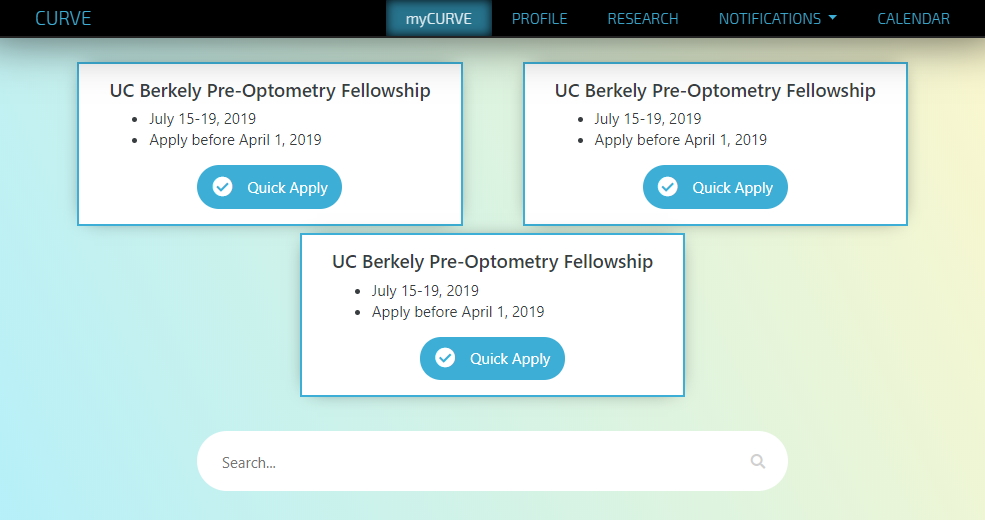 CURVE myCURVE PROFILE RESEARCH NOTIFICATIONS CALENDAR
UC Berkely Pre-Optometry Fellowship
July 15-19, 2019
Apply before April 1, 2019
Quick Apply
UC Berkely Pre-Optometry Fellowship
July 15-19, 2019
Apply before April 1, 2019
Quick Apply
UC Berkely Pre-Optometry Fellowship
July 15-19, 2019
Apply before April 1, 2019
Quick Apply
Search...